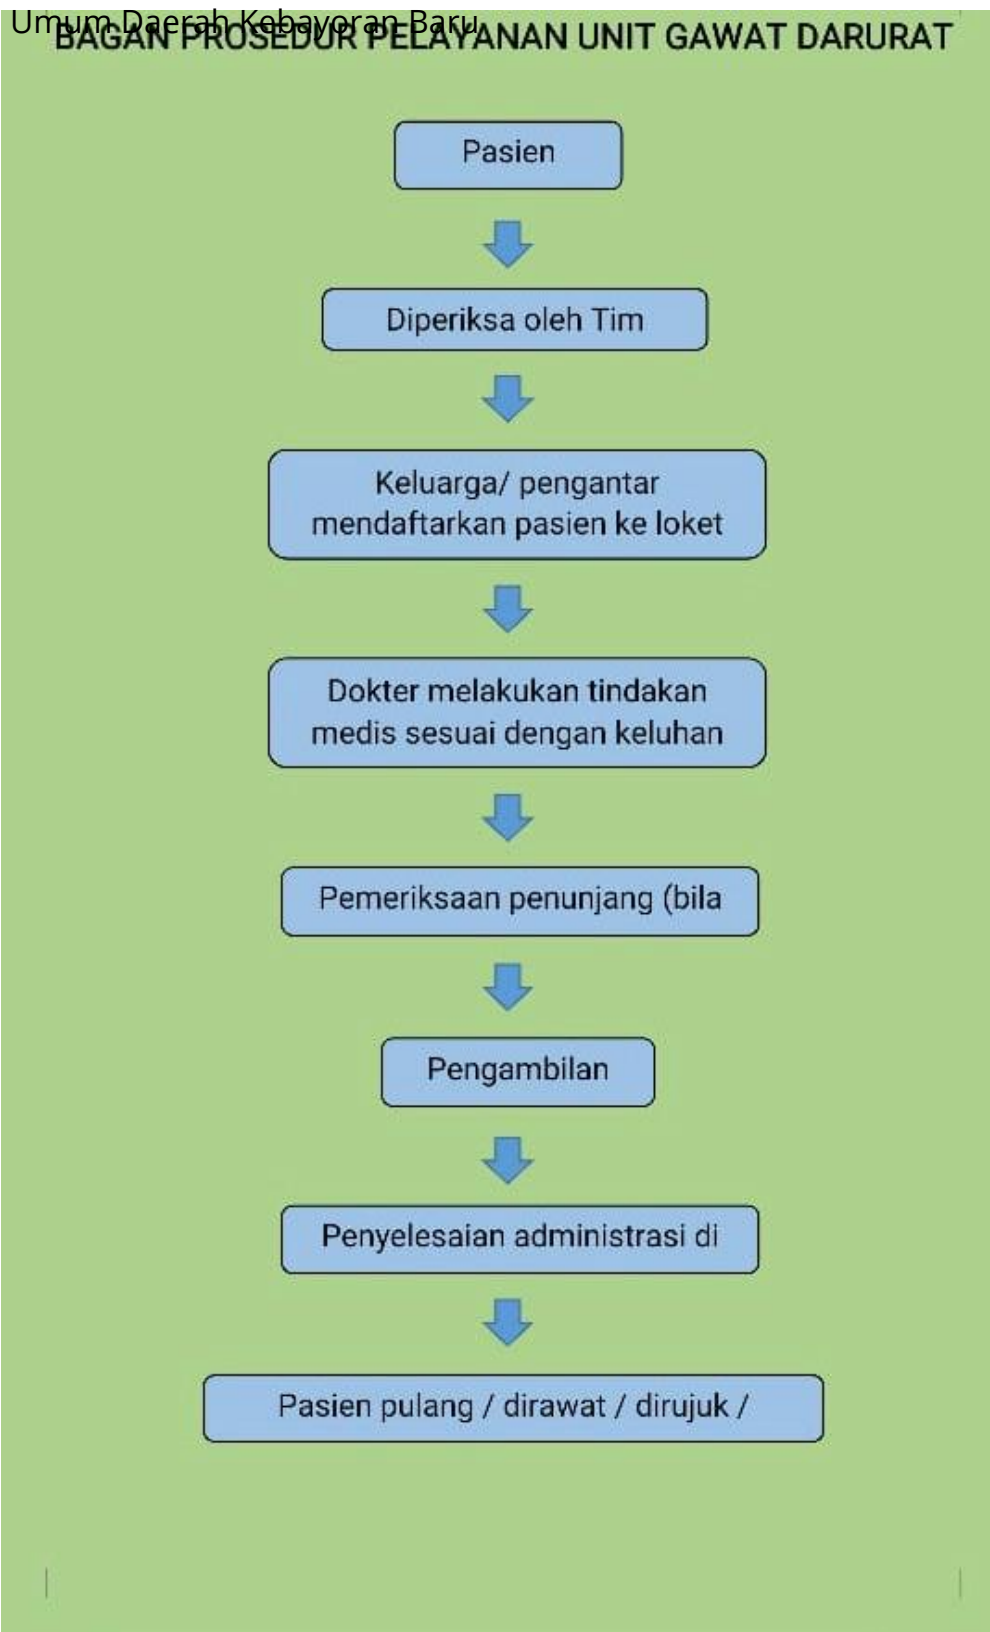 Umum Daerah Kebayoran Baru
BAGAN PROSEDUR PELAYANAN UNIT GAWAT DARURAT
Pasien
Diperiksa oleh Tim
Keluarga/ pengantar
mendaftarkan pasien ke loket
Dokter melakukan tindakan
medis sesuai dengan keluhan
Pemeriksaan penunjang (bila
Pengambilan
Penyelesaian administrasi di
Pasien pulang / dirawat / dirujuk /